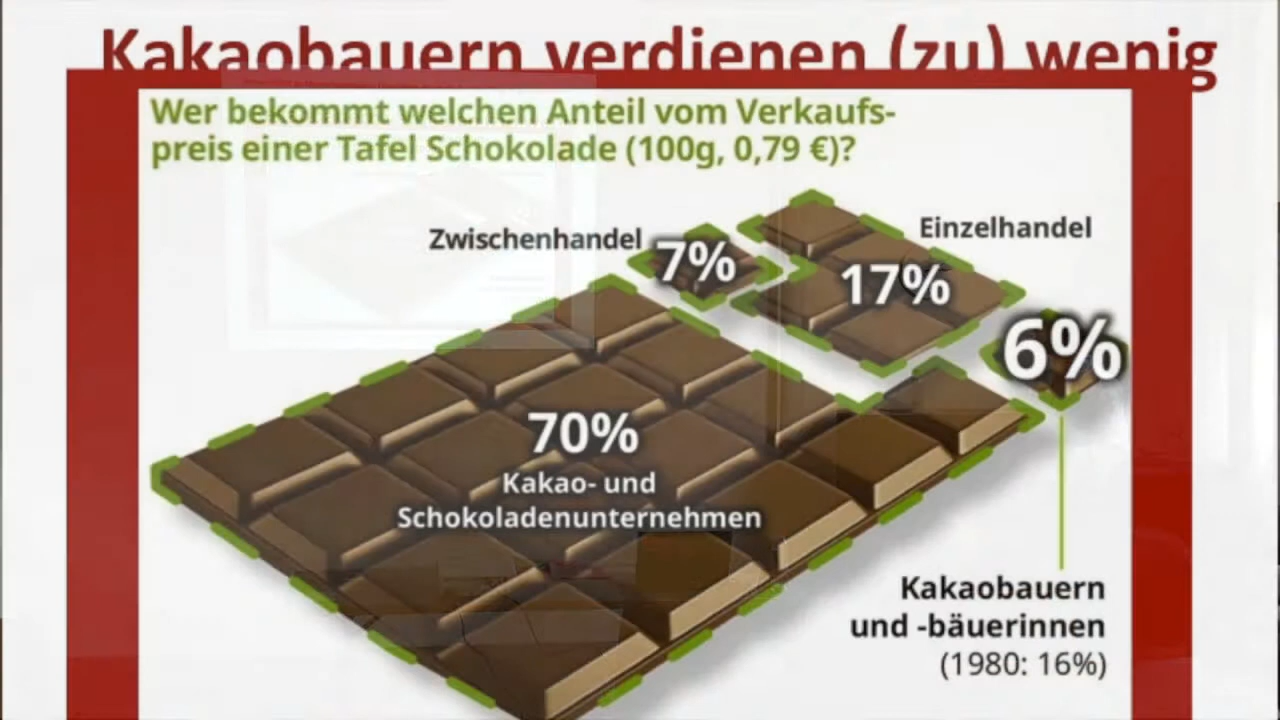 Kakaobauern verdienen (zu) wenig
Wer bekommt welchen Anteil vom Verkaufs-
preis einer Tafel Schokolade (100g, 0,79 €)?
Zwischenhandel
7%
Einzelhandel
17%
6%
70%
Kakao- und
Schokoladenunternehmen
Kakaobauern
und -bäuerinnen
(1980: 16%)